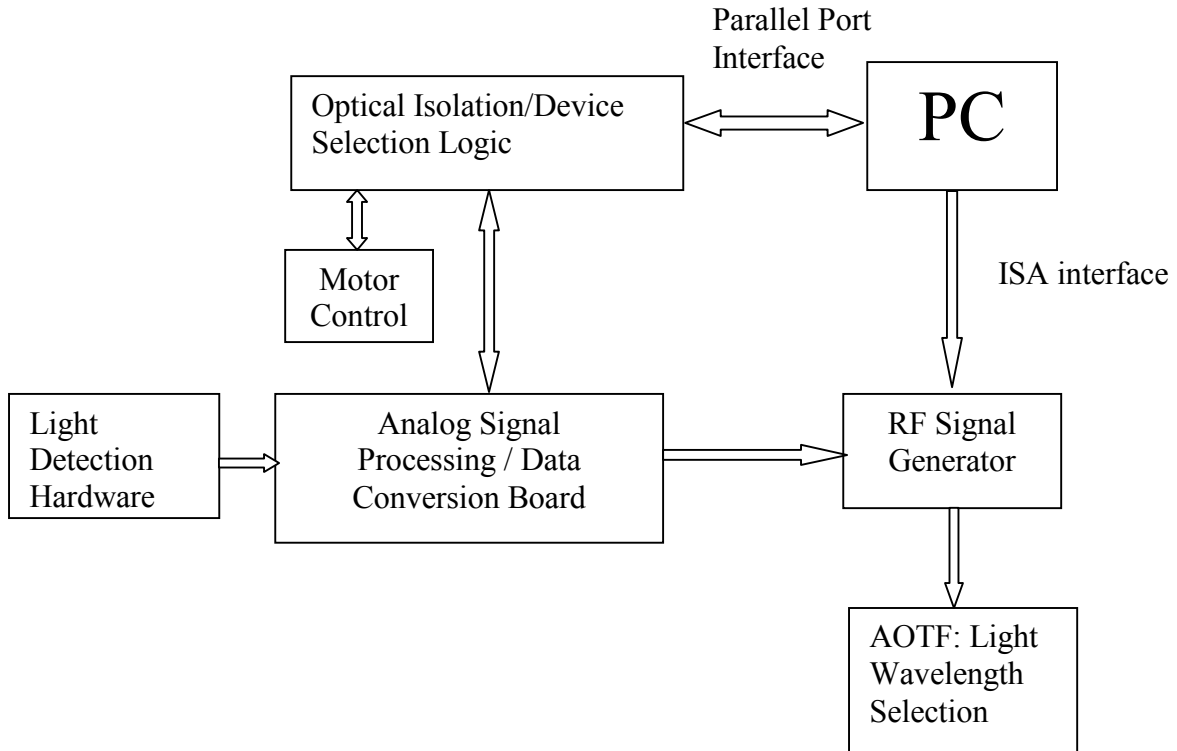 Parallel Port
Interface
Optical Isolation/Device
Selection Logic
PC
Motor
Control
ISA interface
Light
Detection
Hardware
Analog Signal
Processing / Data
Conversion Board
RF Signal
Generator
AOTF: Light
Wavelength
Selection